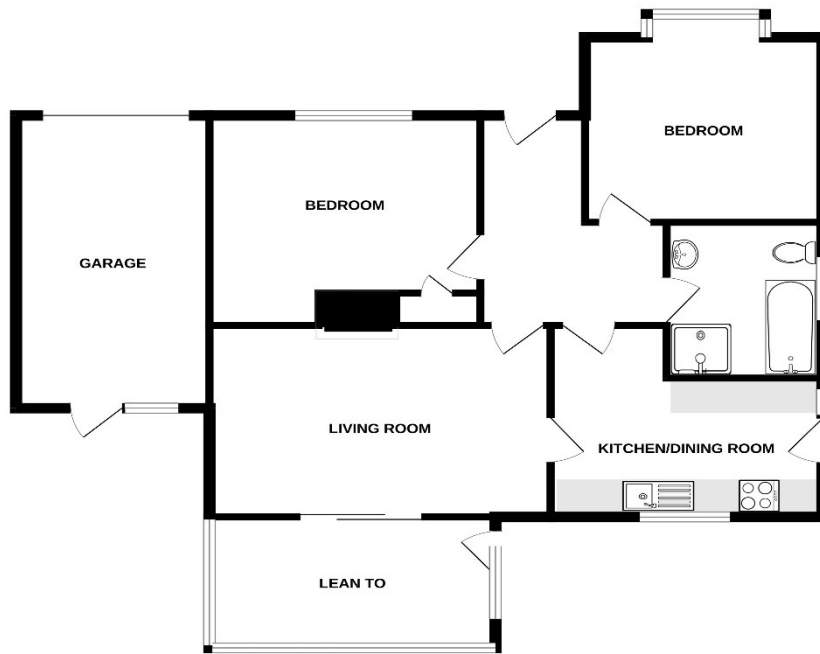 BEDROOM
BEDROOM
GARAGE
LIVING ROOM
KITCHEN/DINING ROOM
LEAN TO